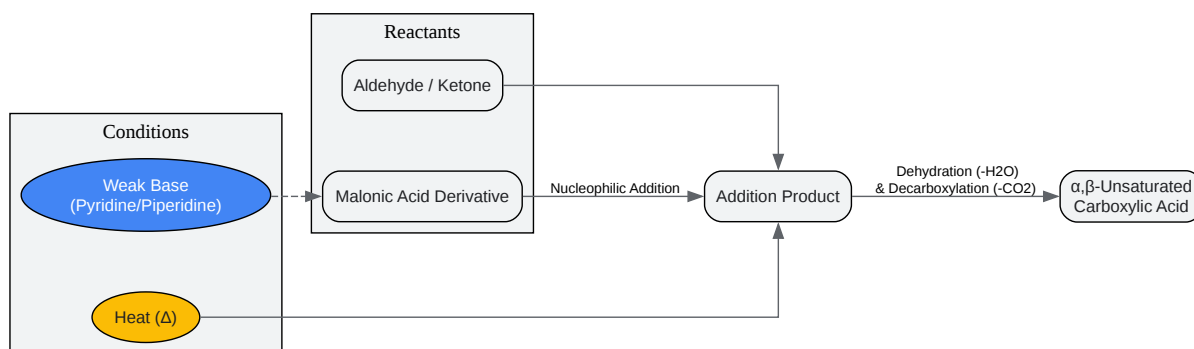 Reactants
Aldehyde / Ketone
Conditions
Weak Base
(Pyridine/Piperidine)
Malonic Acid Derivative
Nucleophilic Addition
Addition Product
Dehydration (-H2O)
& Decarboxylation (-CO2)
α,β-Unsaturated
Carboxylic Acid
Heat (Δ)